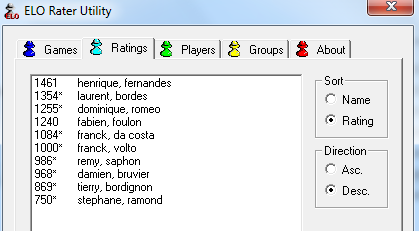 ELO Rater Utility
Games Ratings Players Groups About
1461 henrique, fernandes
1354* laurent, bordes
1255* dominique, romeo
1240 fabien, foulon
1084* franck, da costa
1000* franck, volto
986* remy, saphon
968* damien, bruvier
869* tierry, bordignon
750* stephane, ramond
Sort
Name
Rating
Direction
Asc.
Desc.